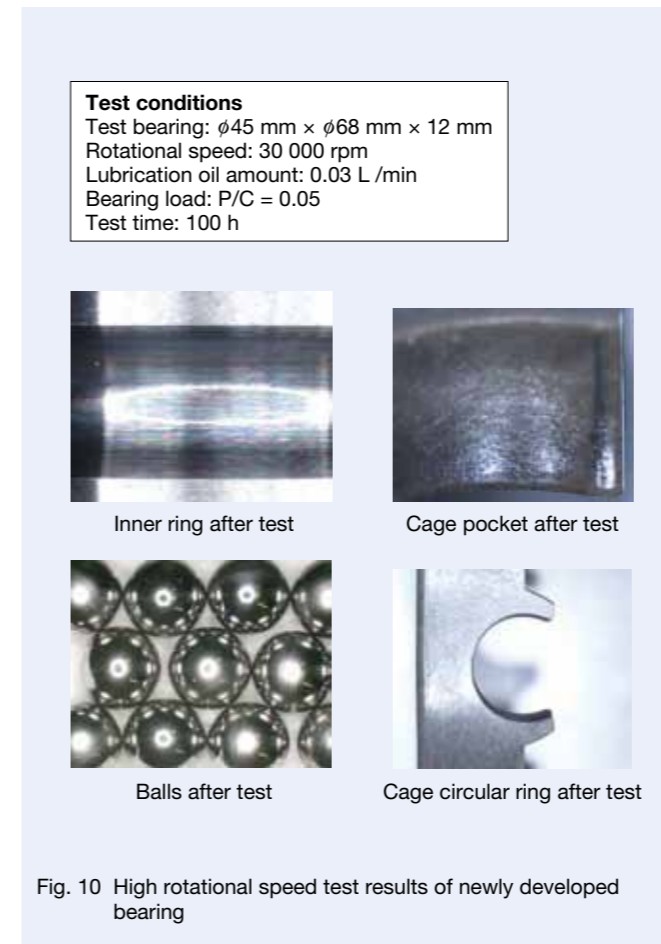 Test conditions
Test bearing: ϕ45 mm × ϕ68 mm × 12 mm
Rotational speed: 30 000 rpm
Lubrication oil amount: 0.03 L /min
Bearing load: P/C = 0.05
Test time: 100 h
Inner ring after test
Cage pocket after test
Balls after test
Cage circular ring after test
Fig. 10 High rotational speed test results of newly developed
bearing